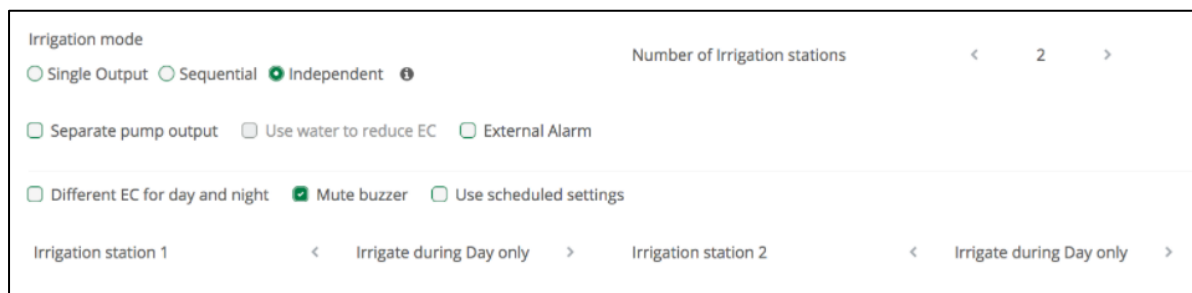 Irrigation mode
Number of Irrigation stations 2
Single Output Sequential Independent
Separate pump output Use water to reduce EC External Alarm
Different EC for day and night Mute buzzer Use scheduled settings
Irrigation station 1 Irrigate during Day only Irrigation station 2 Irrigate during Day only